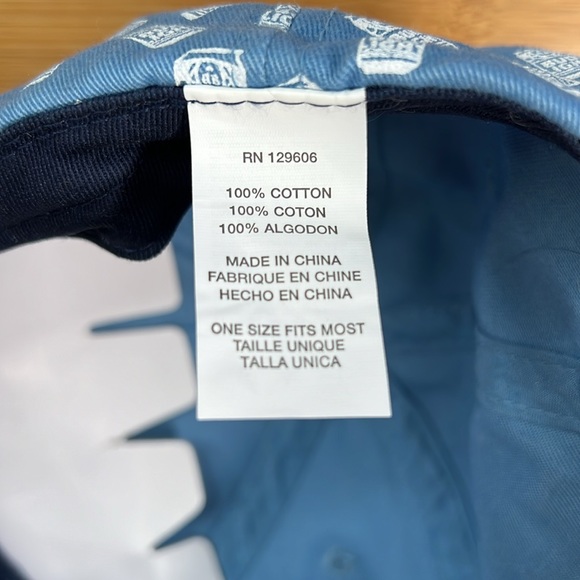 RN 129606
100% COTTON
100% COTON
100% ALGODON
MADE IN CHINA
FABRIQUE EN CHINE
HECHO EN CHINA
ONE SIZE FITS MOST
TAILLE UNIQUE
TALLA UNICA